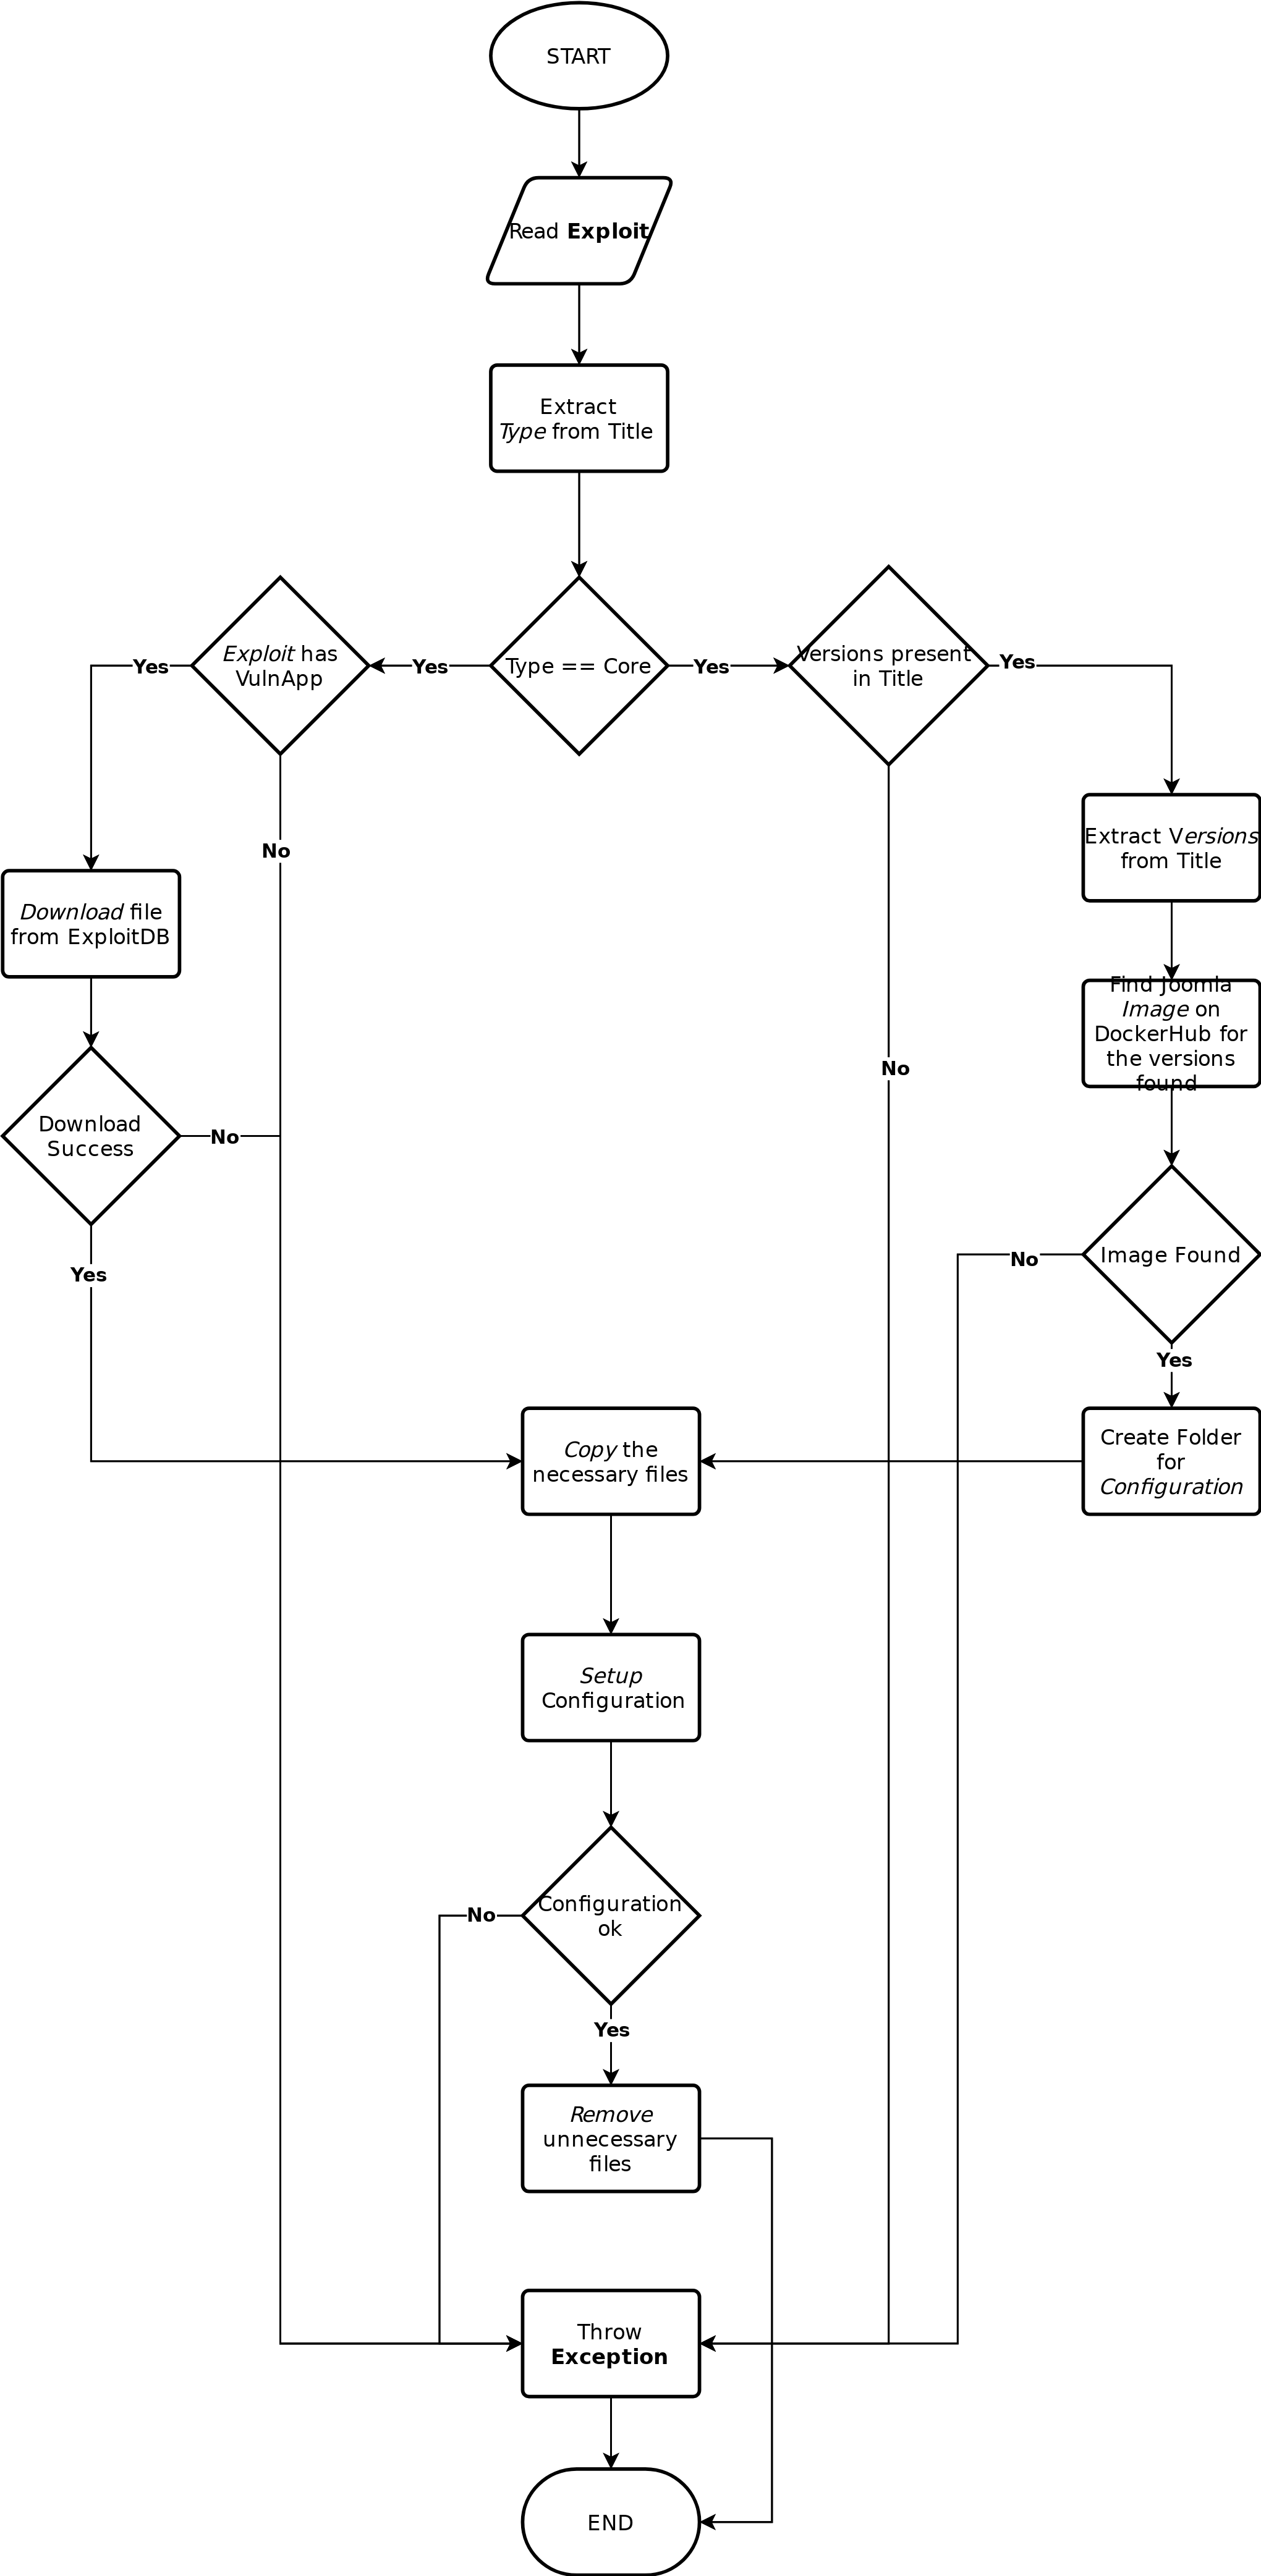 START
Read Exploit
Extract
Type from Title
Exploit has
VulnApp
Yes
Yes
Type == Core
Yes
Versions present
in Title
Yes
No
Extract Versions
from Title
Download file
from ExploitDB
Find Joomla
Image on
DockerHub for
the versions
found
No
Download
Success
No
Yes
Image Found
No
Yes
Copy the
necessary files
Create Folder
for
Configuration
Setup
Configuration
Configuration
ok
No
Yes
Remove
unnecessary
files
Throw
Exception
END